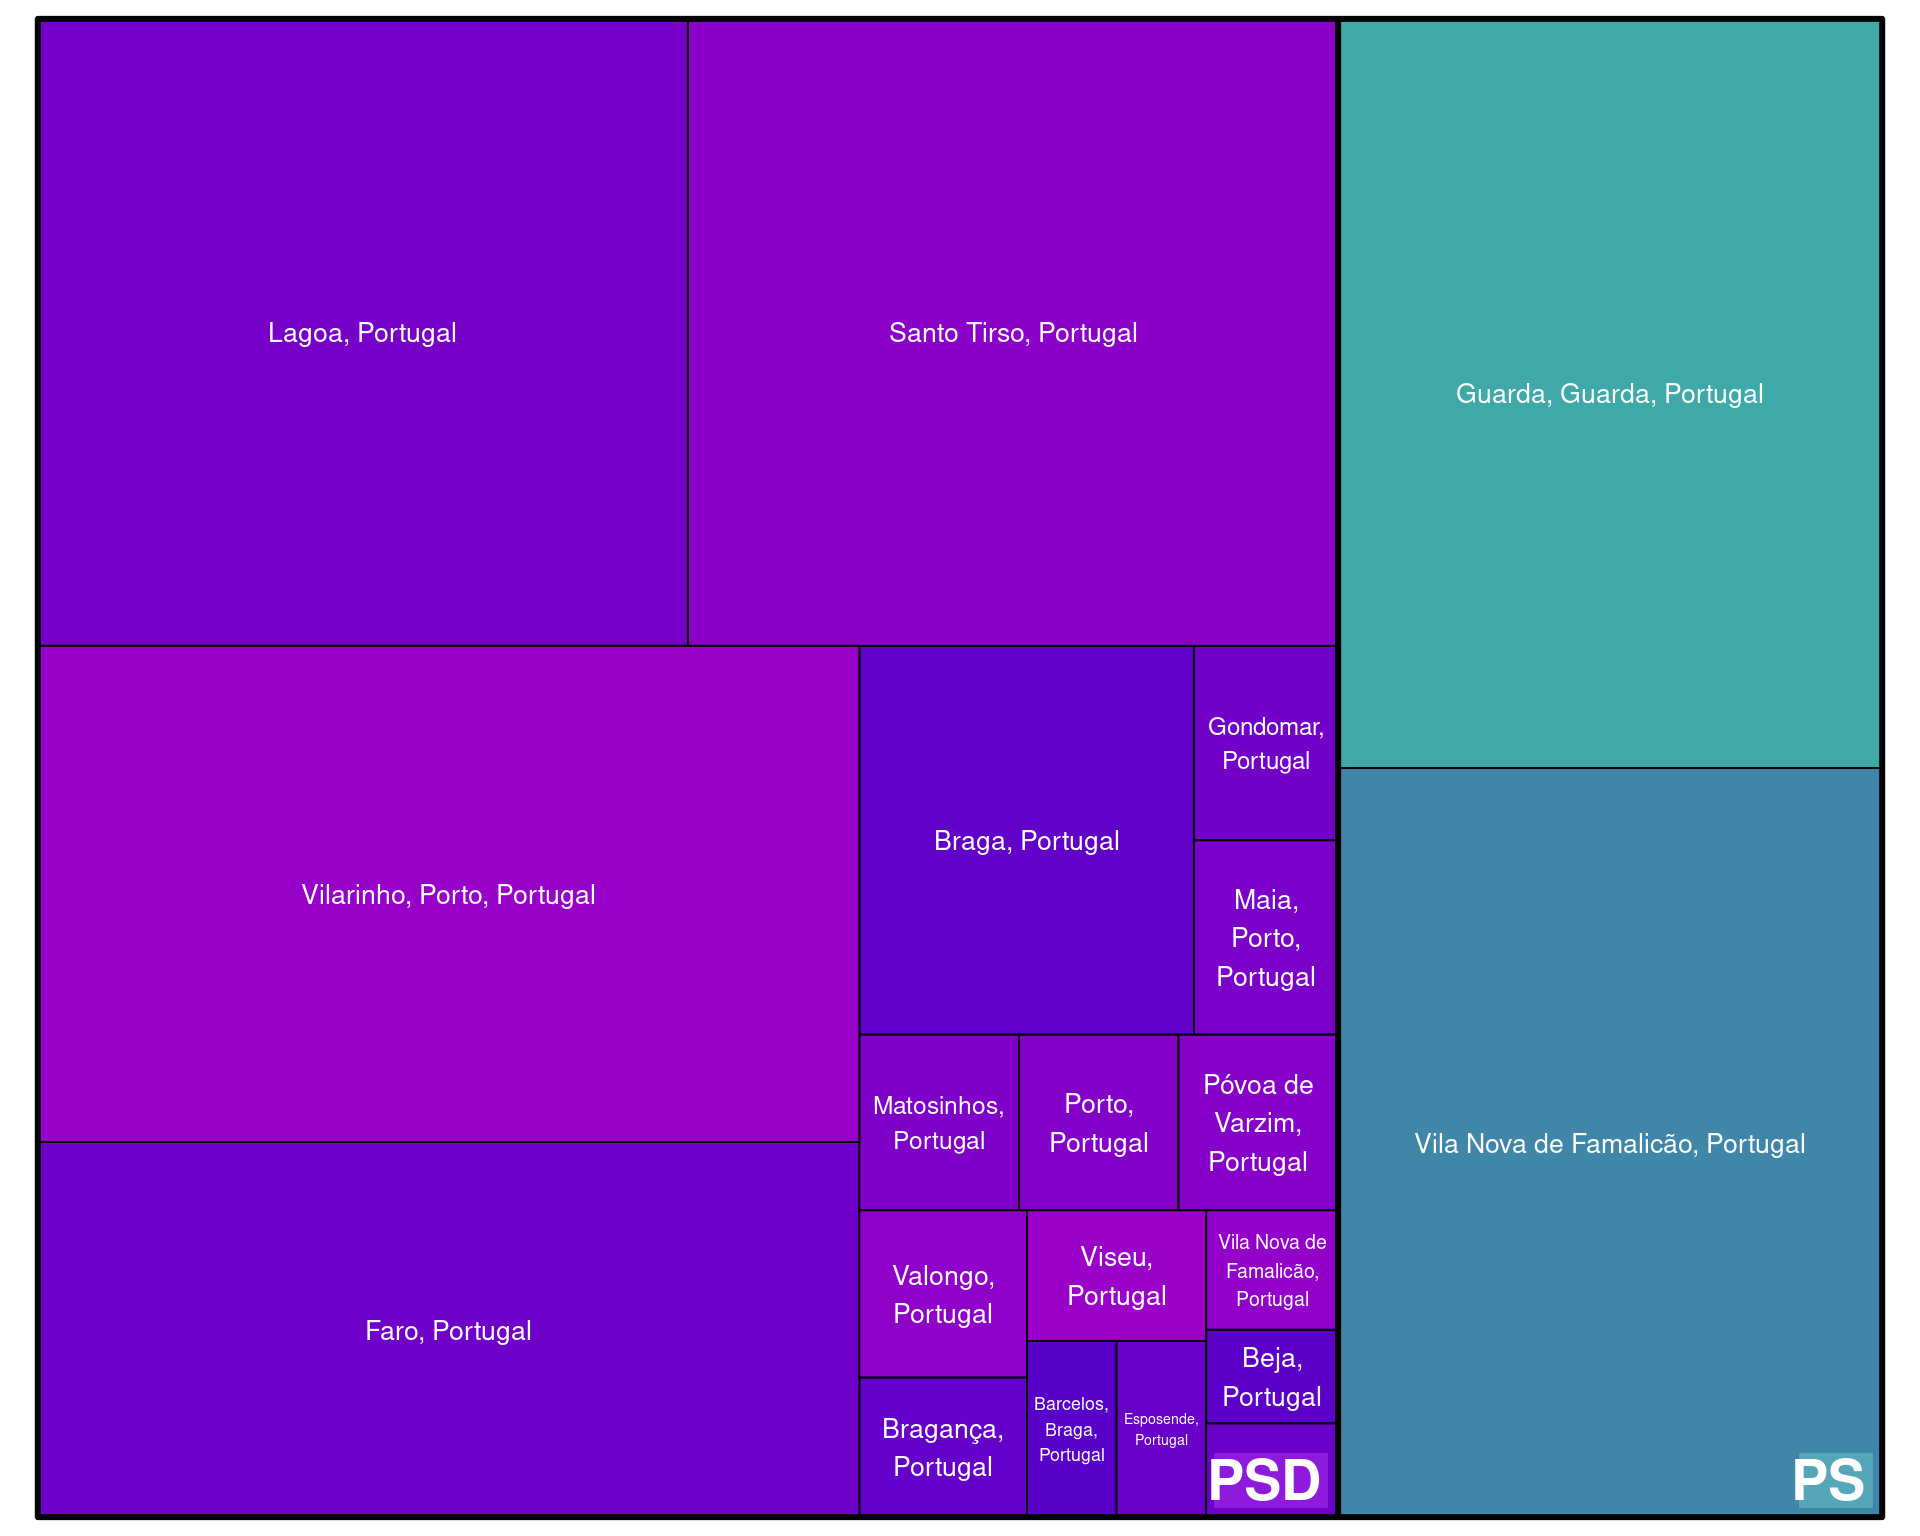 Lagoa, Portugal
Santo Tirso, Portugal
Guarda, Guarda, Portugal
Vilarinho, Porto, Portugal
Braga, Portugal
Gondomar,
Portugal
Maia,
Porto,
Portugal
Matosinhos,
Portugal
Porto,
Portugal
Póvoa de
Varzim,
Portugal
Vila Nova de Famalicão, Portugal
Faro, Portugal
Valongo,
Portugal
Viseu,
Portugal
Vila Nova de
Famalicão,
Portugal
Beja,
Portugal
Bragança,
Portugal
Barcelos,
Braga,
Portugal
Esposende,
Portugal
PSD
PS